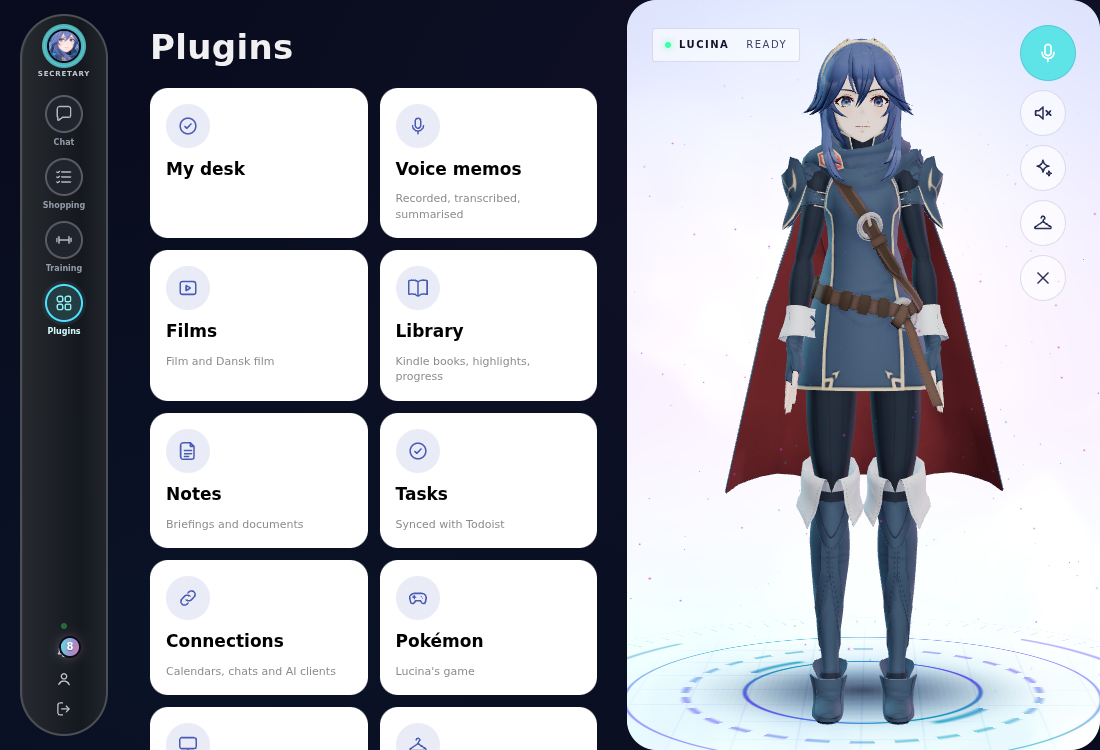 SECRETARY
Chat
Shopping
Training
Plugins
8
Plugins
My desk
Voice memos
Recorded, transcribed,
summarised
Films
Film and Dansk film
Library
Kindle books, highlights,
progress
Notes
Briefings and documents
Tasks
Synced with Todoist
Connections
Calendars, chats and AI clients
Pokémon
Lucina's game
LUCINA READY